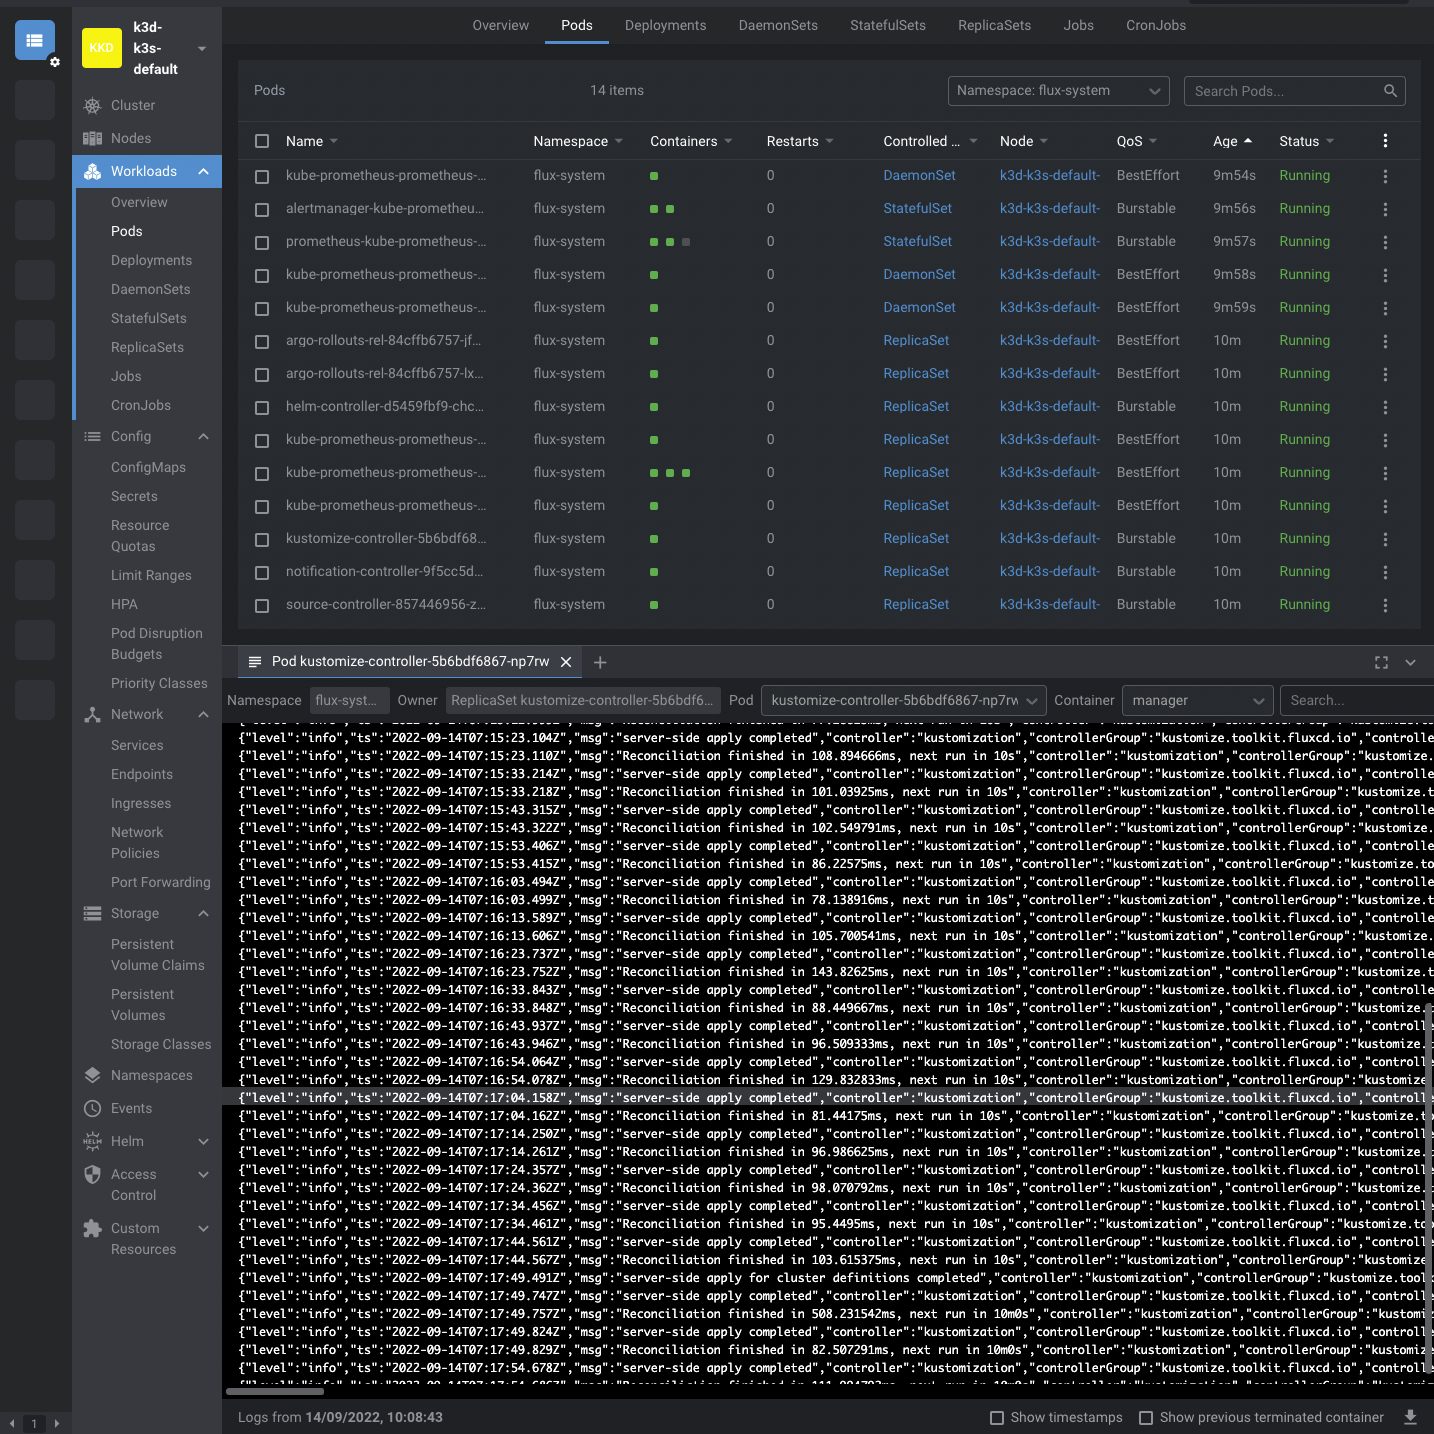 KKD
k3d-
k3s-
default
Cluster
Nodes
Workloads
Overview
Pods
Deployments
DaemonSets
StatefulSets
ReplicaSets
Jobs
CronJobs
Config
ConfigMaps
Secrets
Resource
Quotas
Limit Ranges
HPA
Pod Disruption
Budgets
Priority Classes
Network
Services
Endpoints
Ingresses
Network
Policies
Port Forwarding
Storage
Persistent
Volume Claims
Persistent
Volumes
Storage Classes
Namespaces
Events
HELM Helm
Access
Control
Custom
Resources
1
Overview Pods Deployments DaemonSets StatefulSets ReplicaSets Jobs CronJobs
Pods 14 items Namespace: flux-system Search Pods...
Name Namespace Containers Restarts Controlled ... Node QoS Age Status
kube-prometheus-prometheus-... flux-system 0 DaemonSet k3d-k3s-default- BestEffort 9m54s Running
alertmanager-kube-prometheu... flux-system 0 StatefulSet k3d-k3s-default- Burstable 9m56s Running
prometheus-kube-prometheus-... flux-system 0 StatefulSet k3d-k3s-default- Burstable 9m57s Running
kube-prometheus-prometheus-... flux-system 0 DaemonSet k3d-k3s-default- BestEffort 9m58s Running
kube-prometheus-prometheus-... flux-system 0 DaemonSet k3d-k3s-default- BestEffort 9m59s Running
argo-rollouts-rel-84cffb6757-jf... flux-system 0 ReplicaSet k3d-k3s-default- BestEffort 10m Running
argo-rollouts-rel-84cffb6757-lx... flux-system 0 ReplicaSet k3d-k3s-default- BestEffort 10m Running
helm-controller-d5459fbf9-chc... flux-system 0 ReplicaSet k3d-k3s-default- Burstable 10m Running
kube-prometheus-prometheus-... flux-system 0 ReplicaSet k3d-k3s-default- BestEffort 10m Running
kube-prometheus-prometheus-... flux-system 0 ReplicaSet k3d-k3s-default- BestEffort 10m Running
kube-prometheus-prometheus-... flux-system 0 ReplicaSet k3d-k3s-default- BestEffort 10m Running
kustomize-controller-5b6bdf68... flux-system 0 ReplicaSet k3d-k3s-default- Burstable 10m Running
notification-controller-9f5cc5d... flux-system 0 ReplicaSet k3d-k3s-default- Burstable 10m Running
source-controller-857446956-z... flux-system 0 ReplicaSet k3d-k3s-default- Burstable 10m Running
Pod kustomize-controller-5b6bdf6867-np7rw
Namespace flux-syst... Owner ReplicaSet kustomize-controller-5b6bdf6... Pod kustomize-controller-5b6bdf6867-np7rw Container manager Search...
{"level":"info","ts":"2022-09-14T07:15:23.104Z","msg":"server-side apply completed","controller":"kustomization","controllerGroup":"kustomize.toolkit.fluxcd.io","controlle
{"level":"info","ts":"2022-09-14T07:15:23.110Z","msg":"Reconciliation finished in 108.894666ms, next run in 10s","controller":"kustomization","controllerGroup":"kustomize.
{"level":"info","ts":"2022-09-14T07:15:33.214Z","msg":"server-side apply completed","controller":"kustomization","controllerGroup":"kustomize.toolkit.fluxcd.io","controlle
{"level":"info","ts":"2022-09-14T07:15:33.218Z","msg":"Reconciliation finished in 101.03925ms, next run in 10s","controller":"kustomization","controllerGroup":"kustomize.t
{"level":"info","ts":"2022-09-14T07:15:43.315Z","msg":"server-side apply completed","controller":"kustomization","controllerGroup":"kustomize.toolkit.fluxcd.io","controlle
{"level":"info","ts":"2022-09-14T07:15:43.322Z","msg":"Reconciliation finished in 102.549791ms, next run in 10s","controller":"kustomization","controllerGroup":"kustomize.
{"level":"info","ts":"2022-09-14T07:15:53.406Z","msg":"server-side apply completed","controller":"kustomization","controllerGroup":"kustomize.toolkit.fluxcd.io","controlle
{"level":"info","ts":"2022-09-14T07:15:53.415Z","msg":"Reconciliation finished in 86.22575ms, next run in 10s","controller":"kustomization","controllerGroup":"kustomize.to
{"level":"info","ts":"2022-09-14T07:16:03.494Z","msg":"server-side apply completed","controller":"kustomization","controllerGroup":"kustomize.toolkit.fluxcd.io","controlle
{"level":"info","ts":"2022-09-14T07:16:03.499Z","msg":"Reconciliation finished in 78.138916ms, next run in 10s","controller":"kustomization","controllerGroup":"kustomize.t
{"level":"info","ts":"2022-09-14T07:16:13.589Z","msg":"server-side apply completed","controller":"kustomization","controllerGroup":"kustomize.toolkit.fluxcd.io","controlle
{"level":"info","ts":"2022-09-14T07:16:13.606Z","msg":"Reconciliation finished in 105.700541ms, next run in 10s","controller":"kustomization","controllerGroup":"kustomize.
{"level":"info","ts":"2022-09-14T07:16:23.737Z","msg":"server-side apply completed","controller":"kustomization","controllerGroup":"kustomize.toolkit.fluxcd.io","controlle
{"level":"info","ts":"2022-09-14T07:16:23.752Z","msg":"Reconciliation finished in 143.82625ms, next run in 10s","controller":"kustomization","controllerGroup":"kustomize.t
{"level":"info","ts":"2022-09-14T07:16:33.843Z","msg":"server-side apply completed","controller":"kustomization","controllerGroup":"kustomize.toolkit.fluxcd.io","controlle
{"level":"info","ts":"2022-09-14T07:16:33.848Z","msg":"Reconciliation finished in 88.449667ms, next run in 10s","controller":"kustomization","controllerGroup":"kustomize.t
{"level":"info","ts":"2022-09-14T07:16:43.937Z","msg":"server-side apply completed","controller":"kustomization","controllerGroup":"kustomize.toolkit.fluxcd.io","controlle
{"level":"info","ts":"2022-09-14T07:16:43.946Z","msg":"Reconciliation finished in 96.509333ms, next run in 10s","controller":"kustomization","controllerGroup":"kustomize.t
{"level":"info","ts":"2022-09-14T07:16:54.064Z","msg":"server-side apply completed","controller":"kustomization","controllerGroup":"kustomize.toolkit.fluxcd.io","controlle
{"level":"info","ts":"2022-09-14T07:16:54.078Z","msg":"Reconciliation finished in 129.832833ms, next run in 10s","controller":"kustomization","controllerGroup":"kustomize
{"level":"info","ts":"2022-09-14T07:17:04.158Z","msg":"server-side apply completed","controller":"kustomization","controllerGroup":"kustomize.toolkit.fluxcd.io","controlle
{"level":"info","ts":"2022-09-14T07:17:04.162Z","msg":"Reconciliation finished in 81.44175ms, next run in 10s","controller":"kustomization","controllerGroup":"kustomize.to
{"level":"info","ts":"2022-09-14T07:17:14.250Z","msg":"server-side apply completed","controller":"kustomization","controllerGroup":"kustomize.toolkit.fluxcd.io","controlle
{"level":"info","ts":"2022-09-14T07:17:14.261Z","msg":"Reconciliation finished in 96.986625ms, next run in 10s","controller":"kustomization","controllerGroup":"kustomize.t
{"level":"info","ts":"2022-09-14T07:17:24.357Z","msg":"server-side apply completed","controller":"kustomization","controllerGroup":"kustomize.toolkit.fluxcd.io","controlle
{"level":"info","ts":"2022-09-14T07:17:24.362Z","msg":"Reconciliation finished in 98.070792ms, next run in 10s","controller":"kustomization","controllerGroup":"kustomize.t
{"level":"info","ts":"2022-09-14T07:17:34.456Z","msg":"server-side apply completed","controller":"kustomization","controllerGroup":"kustomize.toolkit.fluxcd.io","controlle
{"level":"info","ts":"2022-09-14T07:17:34.461Z","msg":"Reconciliation finished in 95.4495ms, next run in 10s","controller":"kustomization","controllerGroup":"kustomize.too
{"level":"info","ts":"2022-09-14T07:17:44.561Z","msg":"server-side apply completed","controller":"kustomization","controllerGroup":"kustomize.toolkit.fluxcd.io","controlle
{"level":"info","ts":"2022-09-14T07:17:44.567Z","msg":"Reconciliation finished in 103.615375ms, next run in 10s","controller":"kustomization","controllerGroup":"kustomize
{"level":"info","ts":"2022-09-14T07:17:49.491Z","msg":"server-side apply for cluster definitions completed","controller":"kustomization","controllerGroup":"kustomize.tool
{"level":"info","ts":"2022-09-14T07:17:49.747Z","msg":"server-side apply completed","controller":"kustomization","controllerGroup":"kustomize.toolkit.fluxcd.io","controlle
{"level":"info","ts":"2022-09-14T07:17:49.757Z","msg":"Reconciliation finished in 508.231542ms, next run in 10m0s","controller":"kustomization","controllerGroup":"kustomiz
{"level":"info","ts":"2022-09-14T07:17:49.824Z","msg":"server-side apply completed","controller":"kustomization","controllerGroup":"kustomize.toolkit.fluxcd.io","controlle
{"level":"info","ts":"2022-09-14T07:17:49.829Z","msg":"Reconciliation finished in 82.507291ms, next run in 10m0s","controller":"kustomization","controllerGroup":"kustomize
{"level":"info","ts":"2022-09-14T07:17:54.678Z","msg":"server-side apply completed","controller":"kustomization","controllerGroup":"kustomize.toolkit.fluxcd.io","controlle
Logs from 14/09/2022, 10:08:43 Show timestamps Show previous terminated container